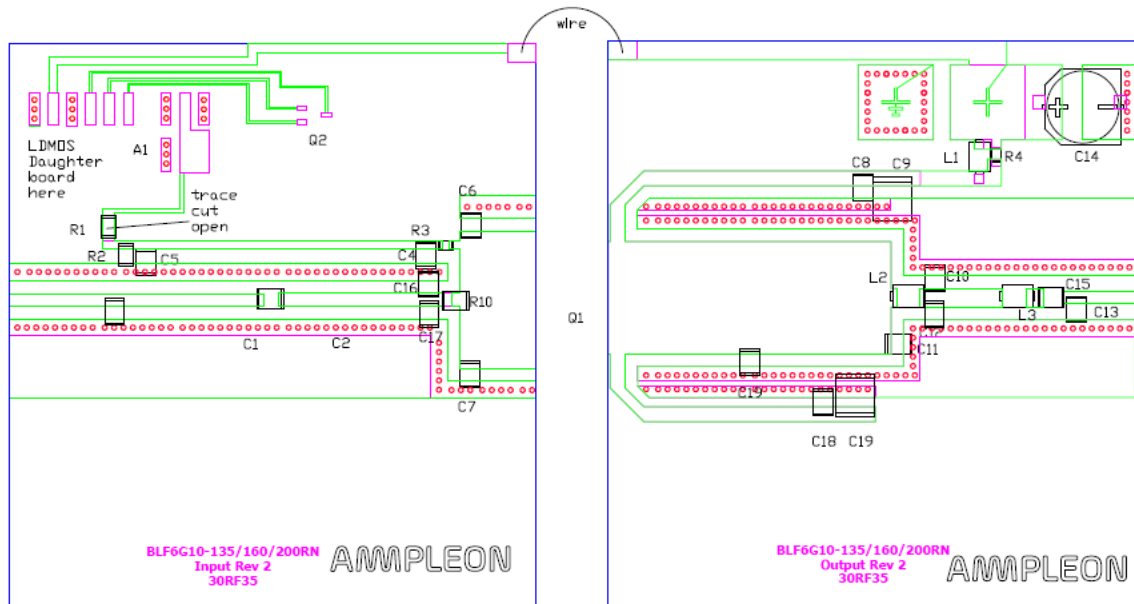 wire
LDMOS
Daughter
board
here
A1
Q2
trace
cut
open
R1
R2
C5
R3
C4
C6
C16
R10
C17
C1
C2
C7
BLF6G10-135/160/200RN
Input Rev 2
30RF35
AMPLEON
Q1
C8
C9
L1
R4
C14
L2
C10
L3
C15
C13
C11
C19
C18
C19
BLF6G10-135/160/200RN
Output Rev 2
30RF35
AMPLEON